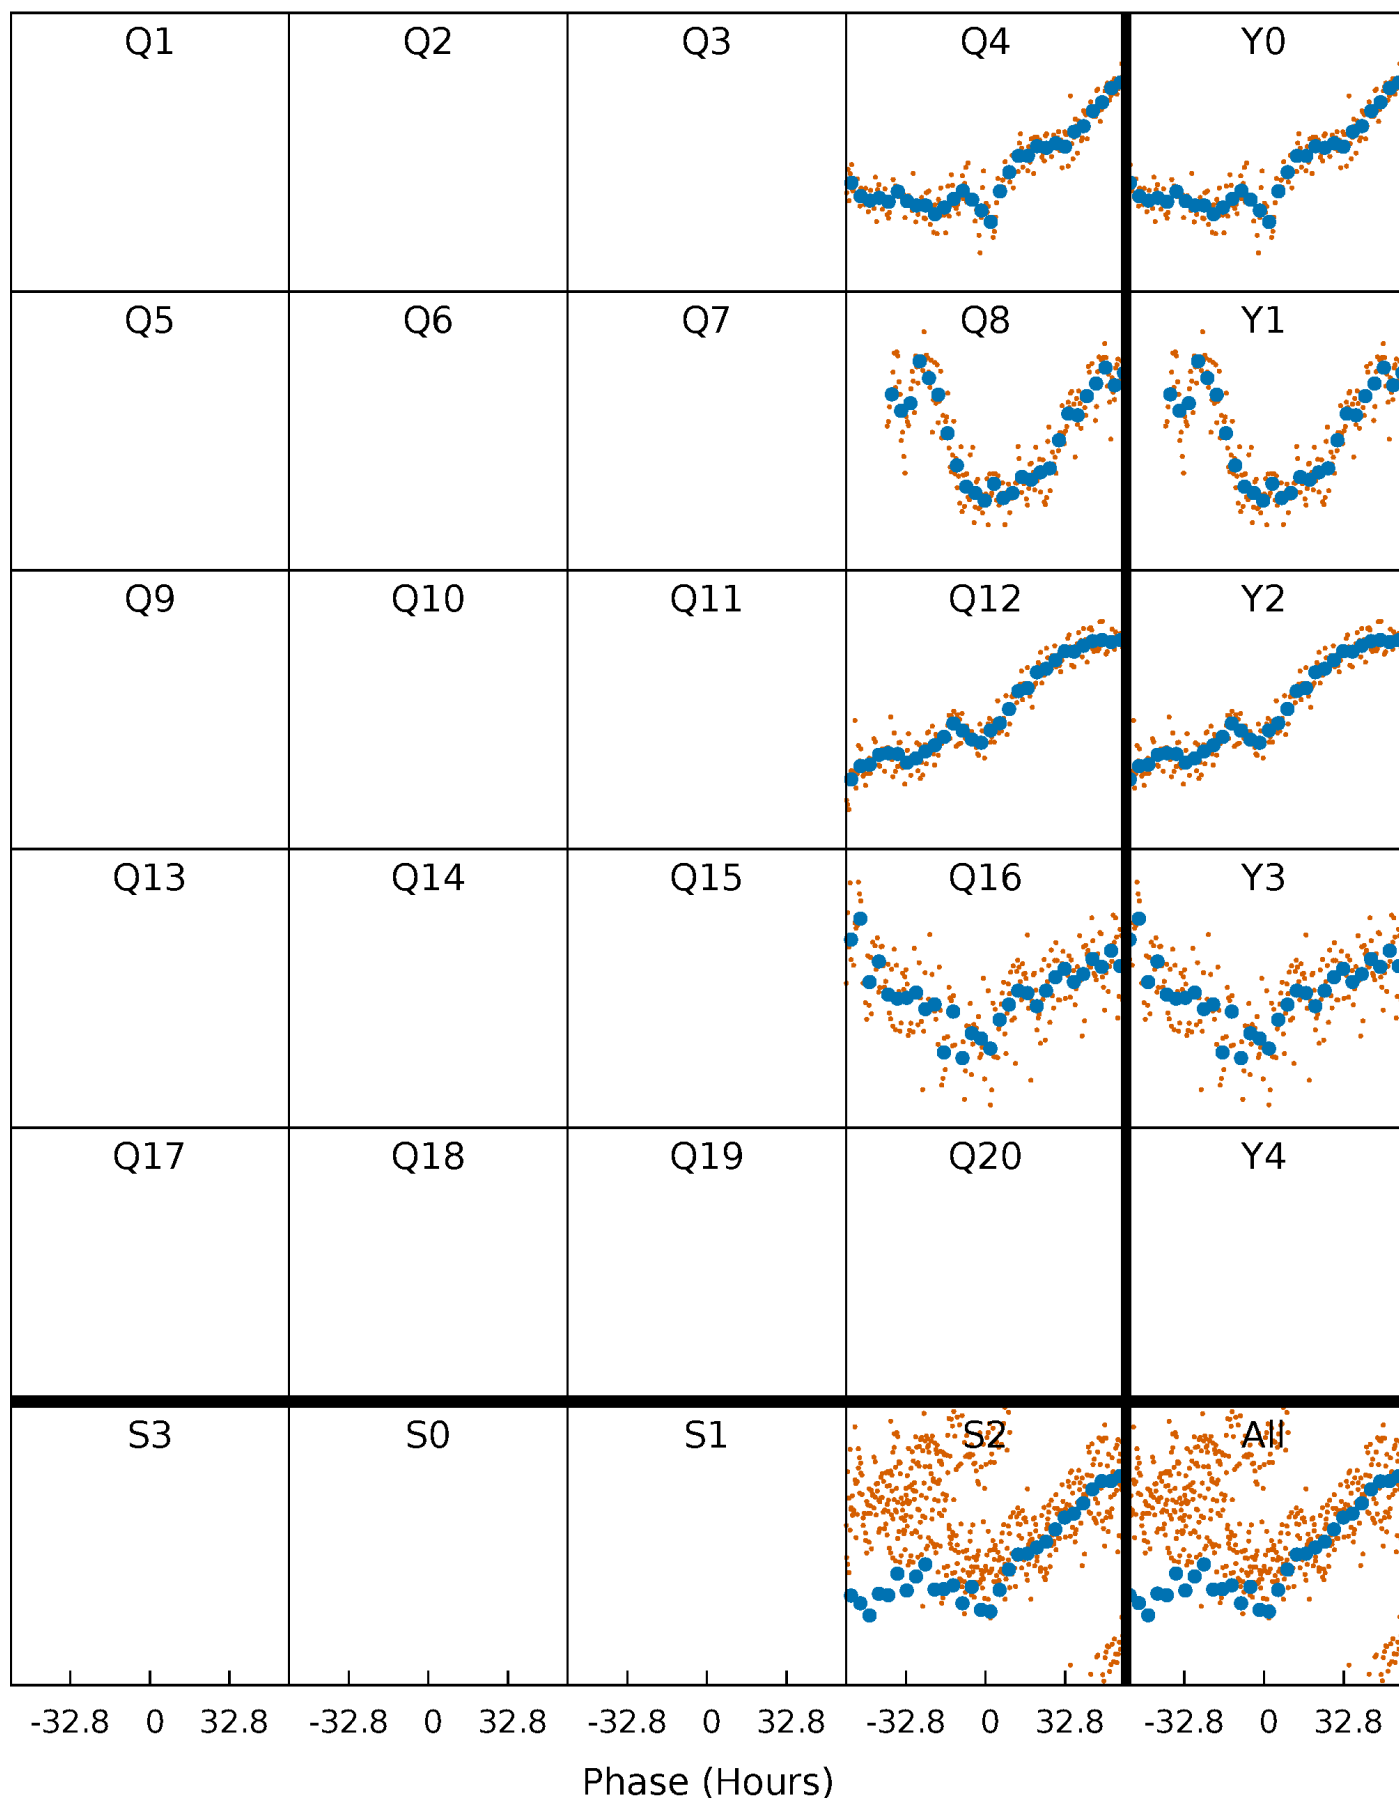 Q1 Q2 Q3 Q4 Y0
Q5 Q6 Q7 Q8 Y1
Q9 Q10 Q11 Q12 Y2
Q13 Q14 Q15 Q16 Y3
Q17 Q18 Q19 Q20 Y4
S3 S0 S1 S2 All
-32.8 0 32.8 -32.8 0 32.8 -32.8 0 32.8 -32.8 0 32.8 -32.8 0 32.8
Phase (Hours)